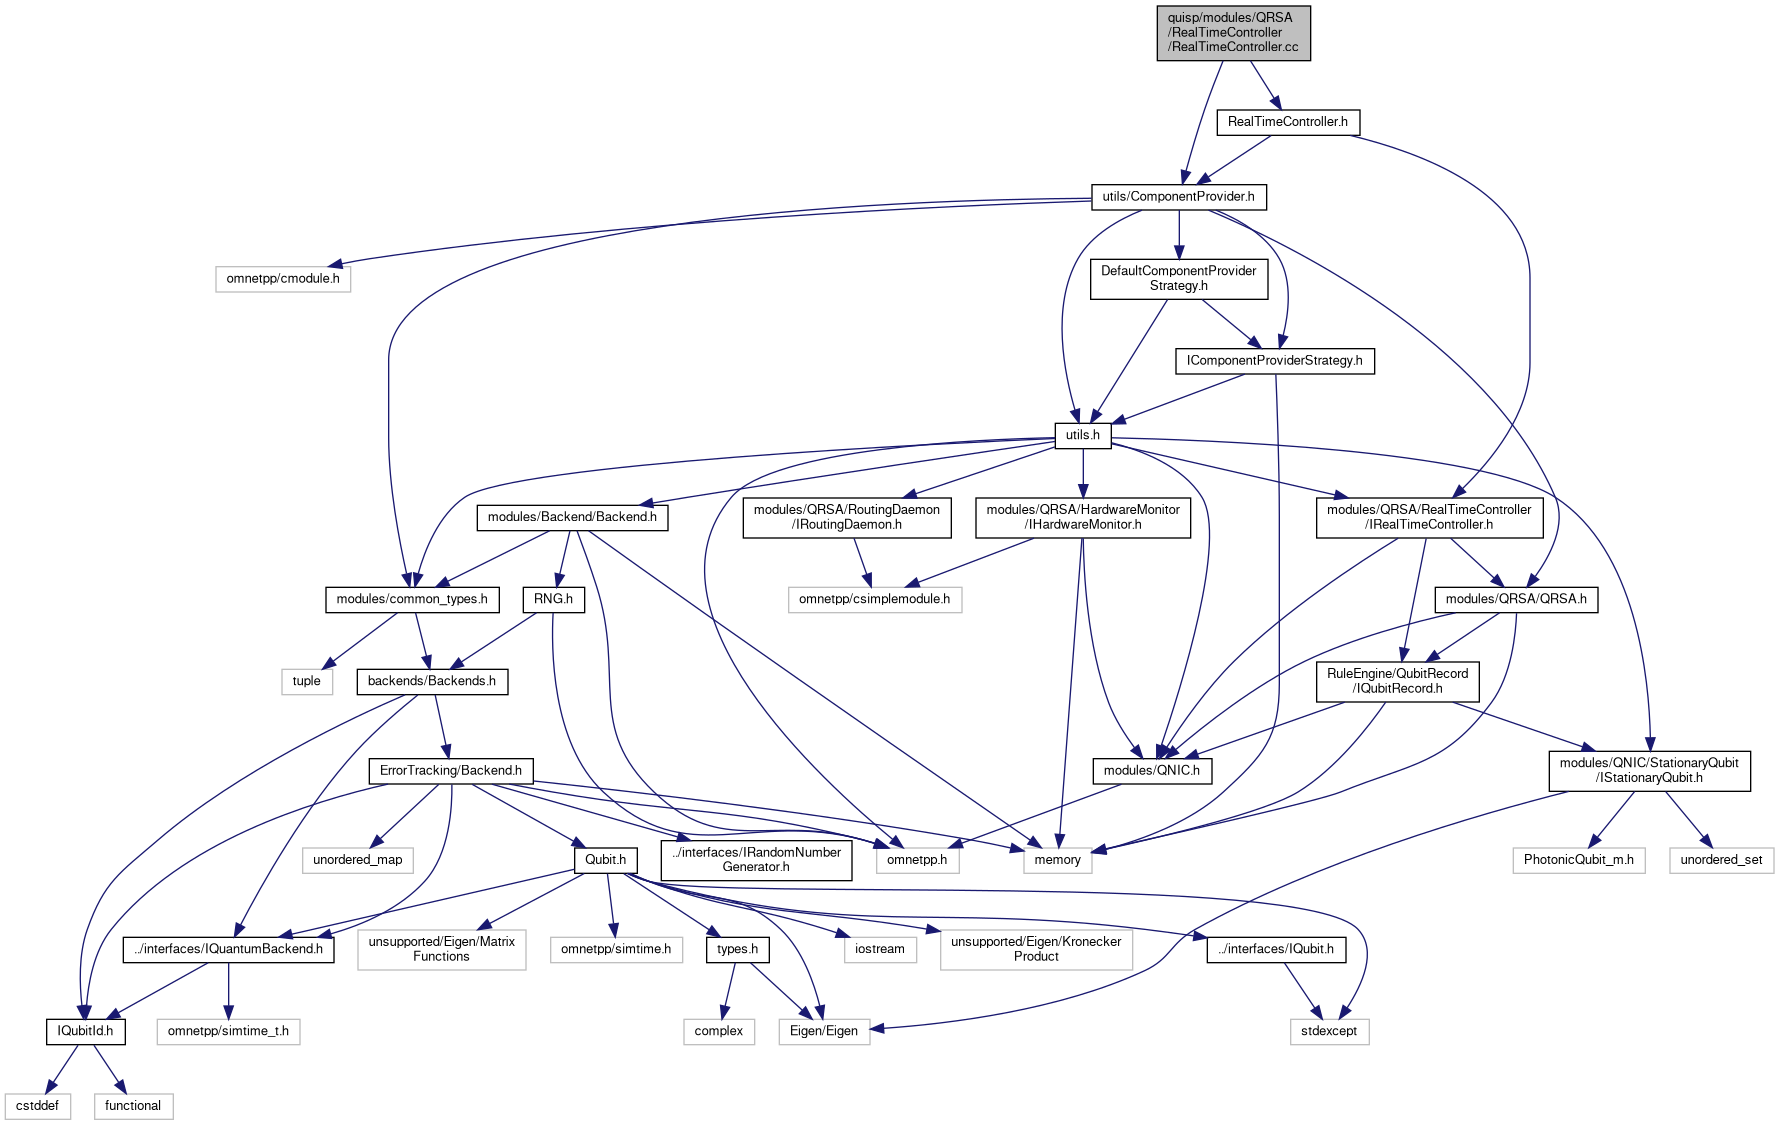 quisp/modules/QRSA
/RealTimeController
/RealTimeController.cc
RealTimeController.h
utils/ComponentProvider.h
omnetpp/cmodule.h
DefaultComponentProvider
Strategy.h
IComponentProviderStrategy.h
utils.h
modules/Backend/Backend.h
modules/QRSA/RoutingDaemon
/IRoutingDaemon.h
modules/QRSA/HardwareMonitor
/IHardwareMonitor.h
modules/QRSA/RealTimeController
/IRealTimeController.h
modules/common_types.h
RNG.h
omnetpp/csimplemodule.h
modules/QRSA/QRSA.h
tuple
backends/Backends.h
RuleEngine/QubitRecord
/IQubitRecord.h
ErrorTracking/Backend.h
modules/QNIC.h
modules/QNIC/StationaryQubit
/IStationaryQubit.h
unordered_map
Qubit.h
../interfaces/IRandomNumber
Generator.h
omnetpp.h
memory
PhotonicQubit_m.h
unordered_set
../interfaces/IQuantumBackend.h
unsupported/Eigen/Matrix
Functions
omnetpp/simtime.h
types.h
iostream
unsupported/Eigen/Kronecker
Product
../interfaces/IQubit.h
IQubitId.h
omnetpp/simtime_t.h
complex
Eigen/Eigen
stdexcept
cstddef
functional